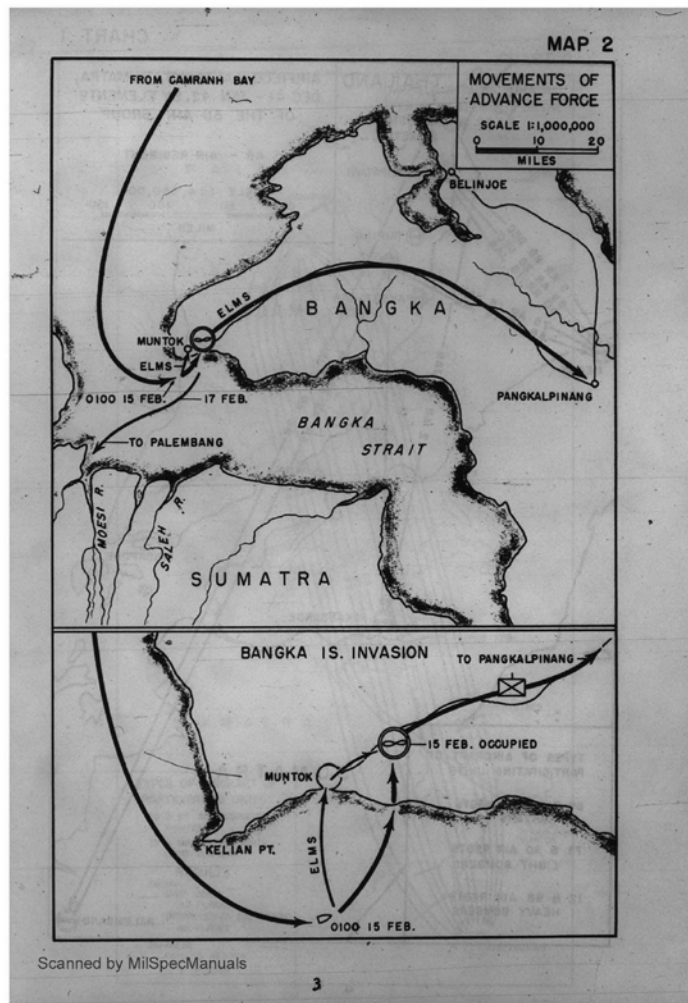 MAP 2
FROM CAMRANH BAY
MOVEMENTS OF
ADVANCE FORCE
SCALE 1:1,000,000
0 10 20
MILES
BELINJOE
BANGKA
ELMS
MUNTOK
ELMS
PANGKALPINANG
0100 15 FEB.
17 FEB.
BANGKA
STRAIT
TO PALEMBANG
MOESI R.
SALEH R.
SUMATRA
BANGKA IS. INVASION
TO PANGKALPINANG
15 FEB. OCCUPIED
MUNTOK
KELIAN PT.
ELMS
0100 15 FEB.
Scanned by MilSpecManuals
3